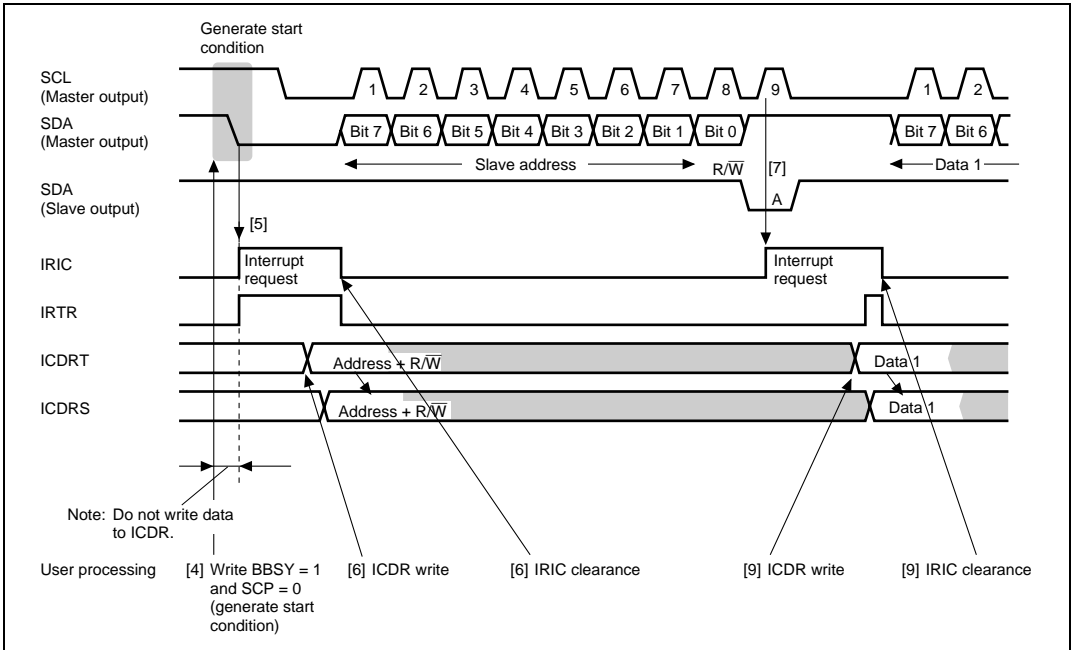 Generate start
condition
SCL
(Master output)
1 2 3 4 5 6 7 8 9 1 2
SDA
(Master output)
Bit 7 Bit 6 Bit 5 Bit 4 Bit 3 Bit 2 Bit 1 Bit 0 Bit 7 Bit 6
Slave address R/W̅ [7] Data 1
SDA
(Slave output)
A
[5]
IRIC
Interrupt
request
Interrupt
request
IRTR
ICDRT
Address + R/W̅ Data 1
ICDRS
Address + R/W̅ Data 1
Note: Do not write data
to ICDR.
User processing
[4] Write BBSY = 1
and SCP = 0
(generate start
condition)
[6] ICDR write
[6] IRIC clearance
[9] ICDR write
[9] IRIC clearance